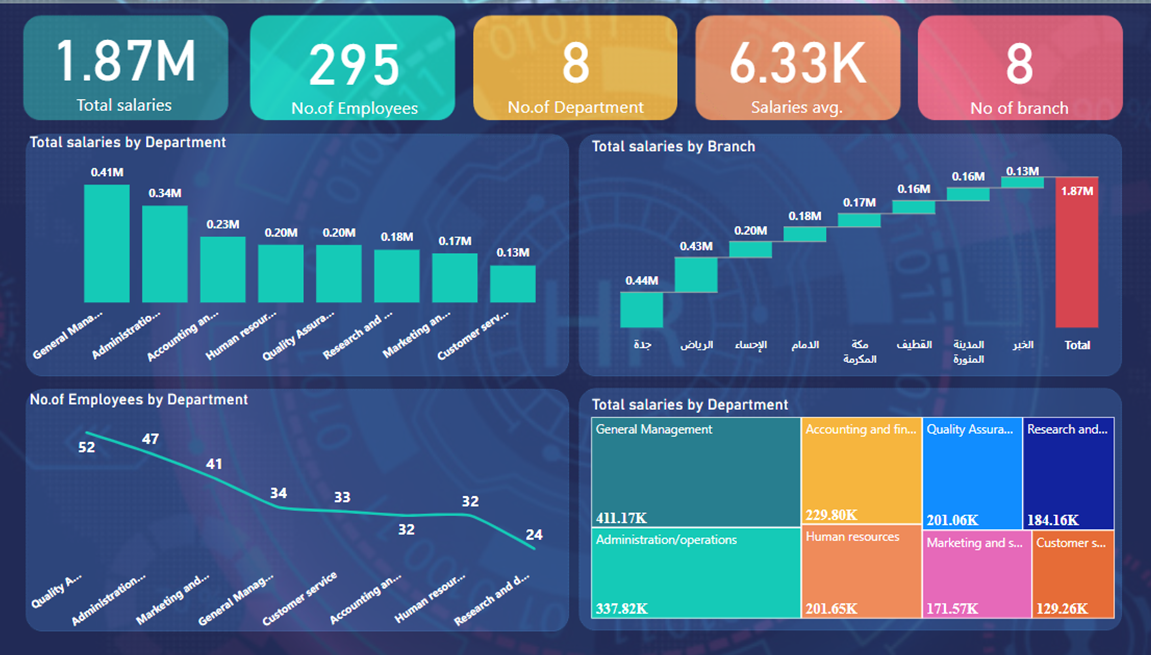 1.87M
Total salaries
295
No.of Employees
8
No.of Department
6.33K
Salaries avg.
8
No of branch
Total salaries by Department
0.41M
0.34M
0.23M
0.20M
0.20M
0.18M
0.17M
0.13M
General Mana...
Administratio...
Accounting an...
Human resour...
Quality Assura...
Research and ...
Marketing an...
Customer serv...
Total salaries by Branch
0.44M
0.43M
0.20M
0.18M
0.17M
0.16M
0.16M
0.13M
1.87M
جدة
الرياض
الإحساء
الدمام
مكة
المكرمة
القطيف
المدينة
المنورة
الخبر
Total
HR
No.of Employees by Department
52
47
41
34
33
32
32
24
Quality A...
Administration...
Marketing and...
General Manag...
Customer service
Accounting an...
Human resour...
Research and d...
Total salaries by Department
General Management
411.17K
Administration/operations
337.82K
Accounting and fin...
229.80K
Human resources
201.65K
Quality Assura...
201.06K
Research and...
184.16K
Marketing and s...
171.57K
Customer s...
129.26K